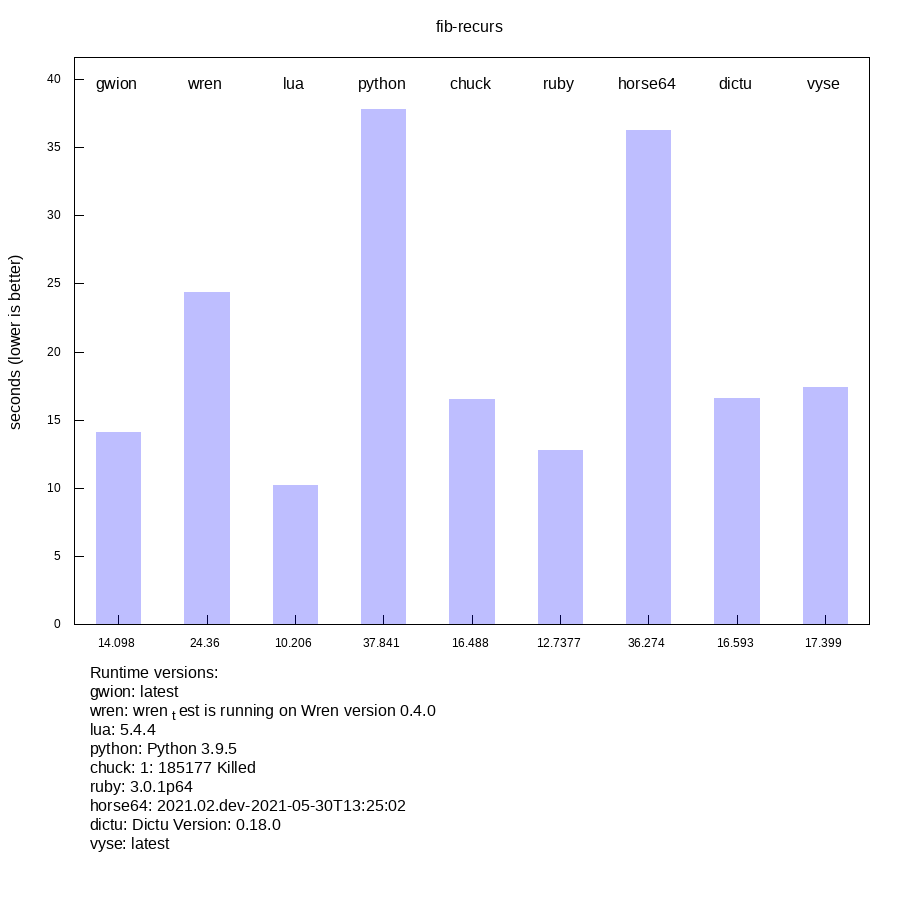 fib-recurs
seconds (lower is better)
40
35
30
25
20
15
10
5
0
gwion wren lua python chuck ruby horse64 dictu vyse
14.098 24.36 10.206 37.841 16.488 12.7377 36.274 16.593 17.399
Runtime versions:
gwion: latest
wren: wren t est is running on Wren version 0.4.0
lua: 5.4.4
python: Python 3.9.5
chuck: 1: 185177 Killed
ruby: 3.0.1p64
horse64: 2021.02.dev-2021-05-30T13:25:02
dictu: Dictu Version: 0.18.0
vyse: latest